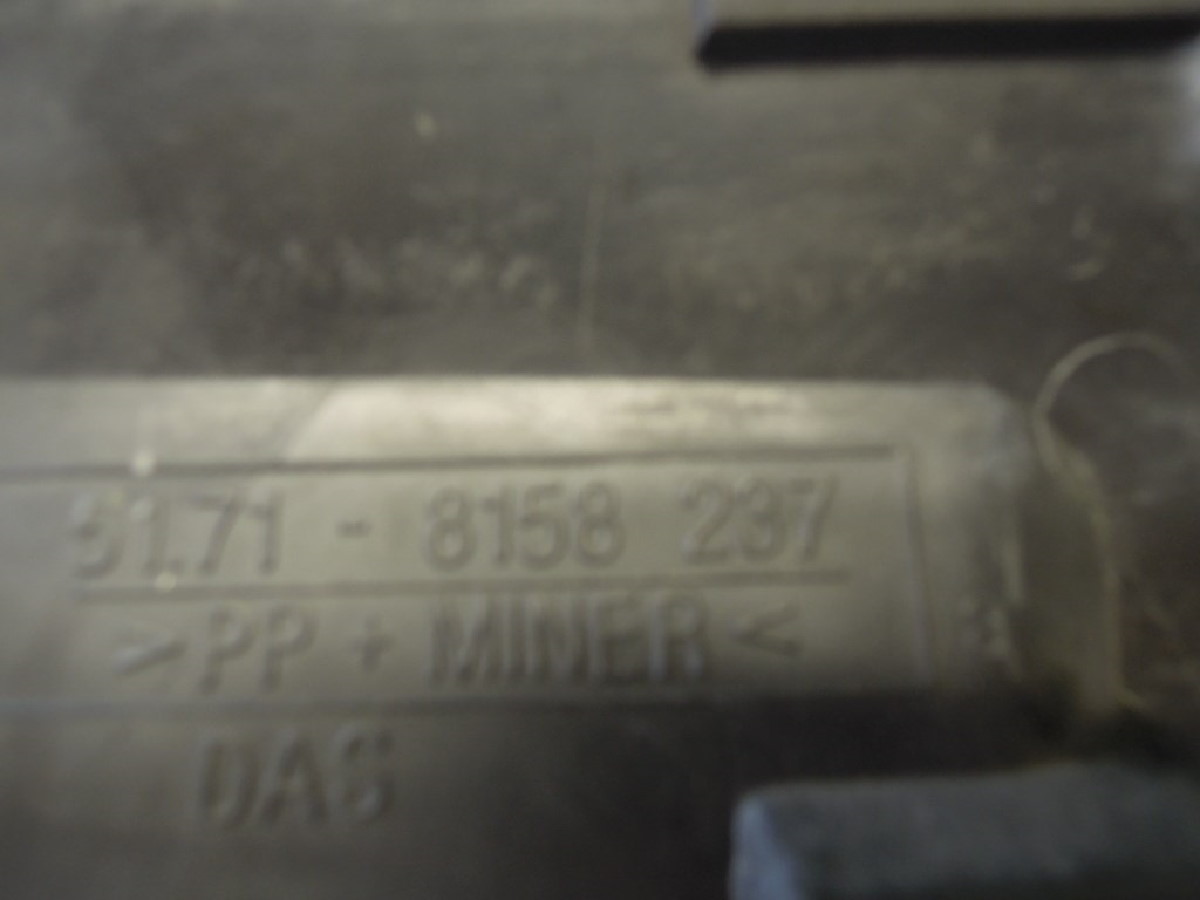 51.71 - 8158 237
>PP + MINER<
DAS